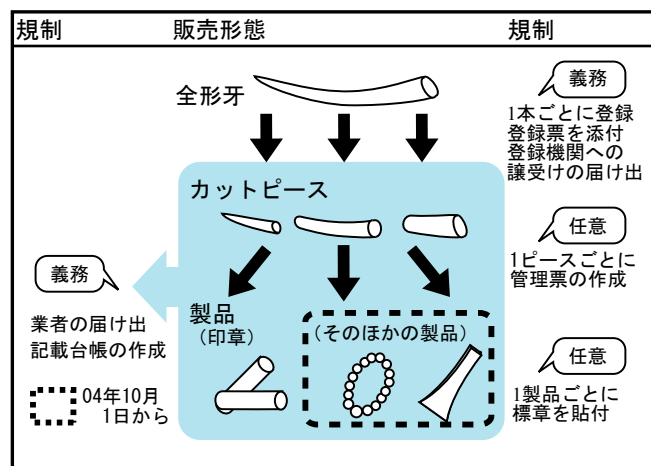 規制 販売形態 規制
全形牙
義務
1本ごとに登録
登録票を添付
登録機関への
譲受けの届け出
カットピース
任意
1ピースごとに
管理票の作成
義務
業者の届け出
記載台帳の作成
04年10月
1日から
製品
(印章)
(そのほかの製品)
任意
1製品ごとに
標章を貼付